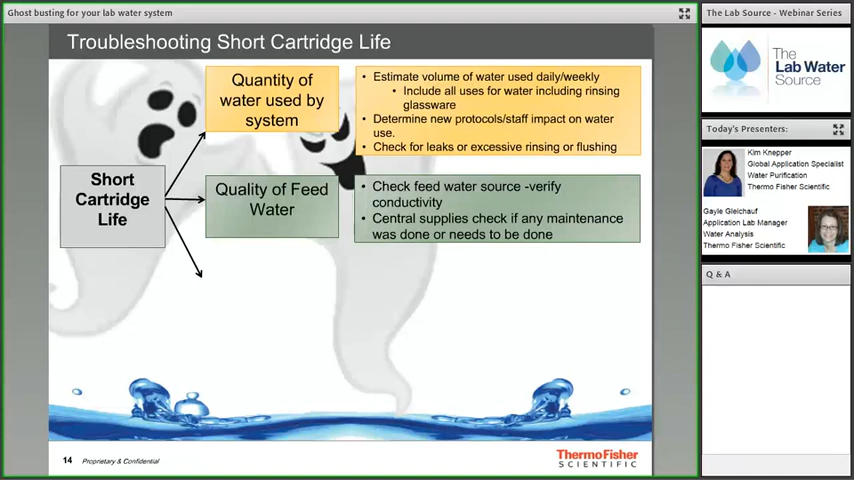 Ghost busting for your lab water system
Troubleshooting Short Cartridge Life
Short
Cartridge
Life
Quantity of
water used by
system
• Estimate volume of water used daily/weekly
• Include all uses for water including rinsing
glassware
• Determine new protocols/staff impact on water
use.
• Check for leaks or excessive rinsing or flushing
Quality of Feed
Water
• Check feed water source -verify
conductivity
• Central supplies check if any maintenance
was done or needs to be done
14 Proprietary & Confidential
ThermoFisher
SCIENTIFIC
The Lab Source - Webinar Series
The
Lab Water
Source
Today's Presenters:
Kim Knepper
Global Application Specialist
Water Purification
Thermo Fisher Scientific
Gayle Gleichauf
Application Lab Manager
Water Analysis
Thermo Fisher Scientific
Q & A